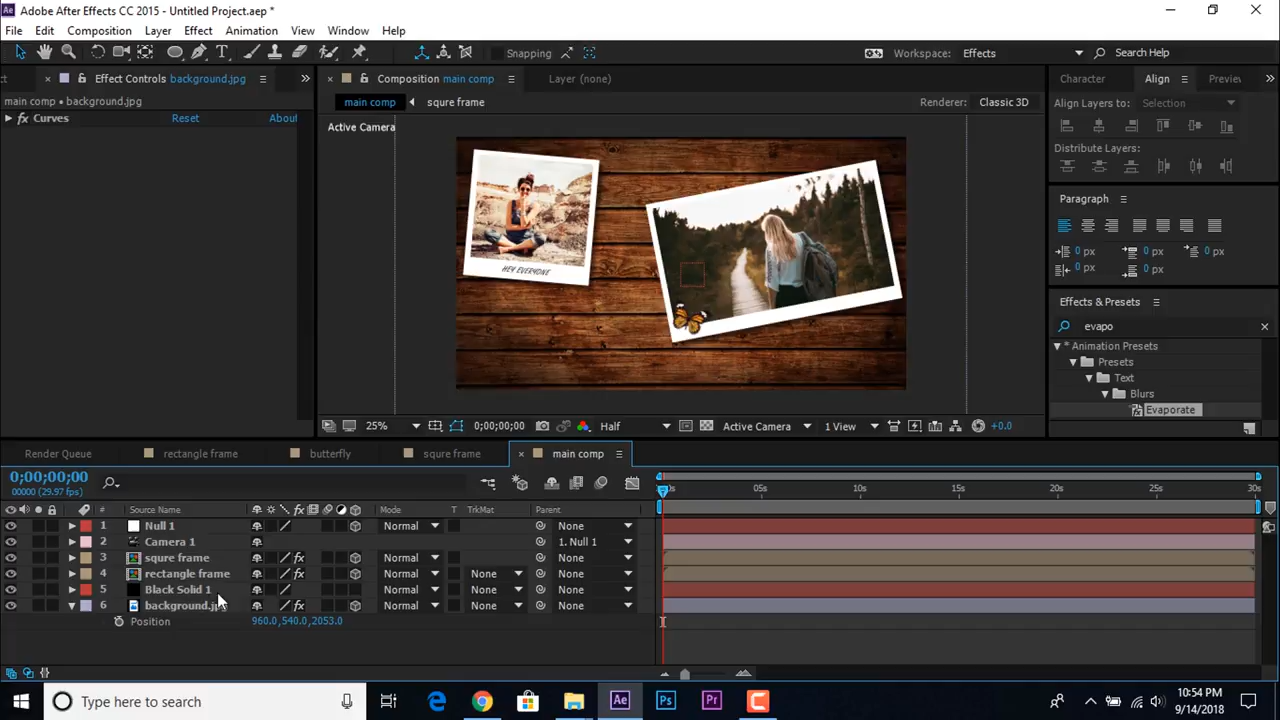 Adobe After Effects CC 2015 - Untitled Project.aep *
File Edit Composition Layer Effect Animation View Window Help
Snapping
Workspace: Effects
Search Help
Effect Controls background.jpg
Composition main comp
Layer (none)
Character
Align
Preview
main comp • background.jpg
main comp
squre frame
Renderer: Classic 3D
Align Layers to: Selection
fx Curves Reset About
Active Camera
Distribute Layers:
Paragraph
0 px 0 px 0 px
0 px 0 px
HEY EVERYONE
Effects & Presets
evapo
* Animation Presets
Presets
Text
Blurs
Evaporate
25%
0;00;00;00
Half
Active Camera
1 View
+0.0
Render Queue
rectangle frame
butterfly
squre frame
main comp
0;00;00;00
00000 (29.97 fps)
05s 10s 15s 20s 25s 30s
# Source Name Mode T TrkMat Parent
1 Null 1 Normal None
2 Camera 1 1. Null 1
3 squre frame fx Normal None
4 rectangle frame fx Normal None None
5 Black Solid 1 Normal None None
6 background.jpg fx Normal None None
Position 960.0,540.0,2053.0
Type here to search
Ae Ps Pr
10:54 PM
9/14/2018